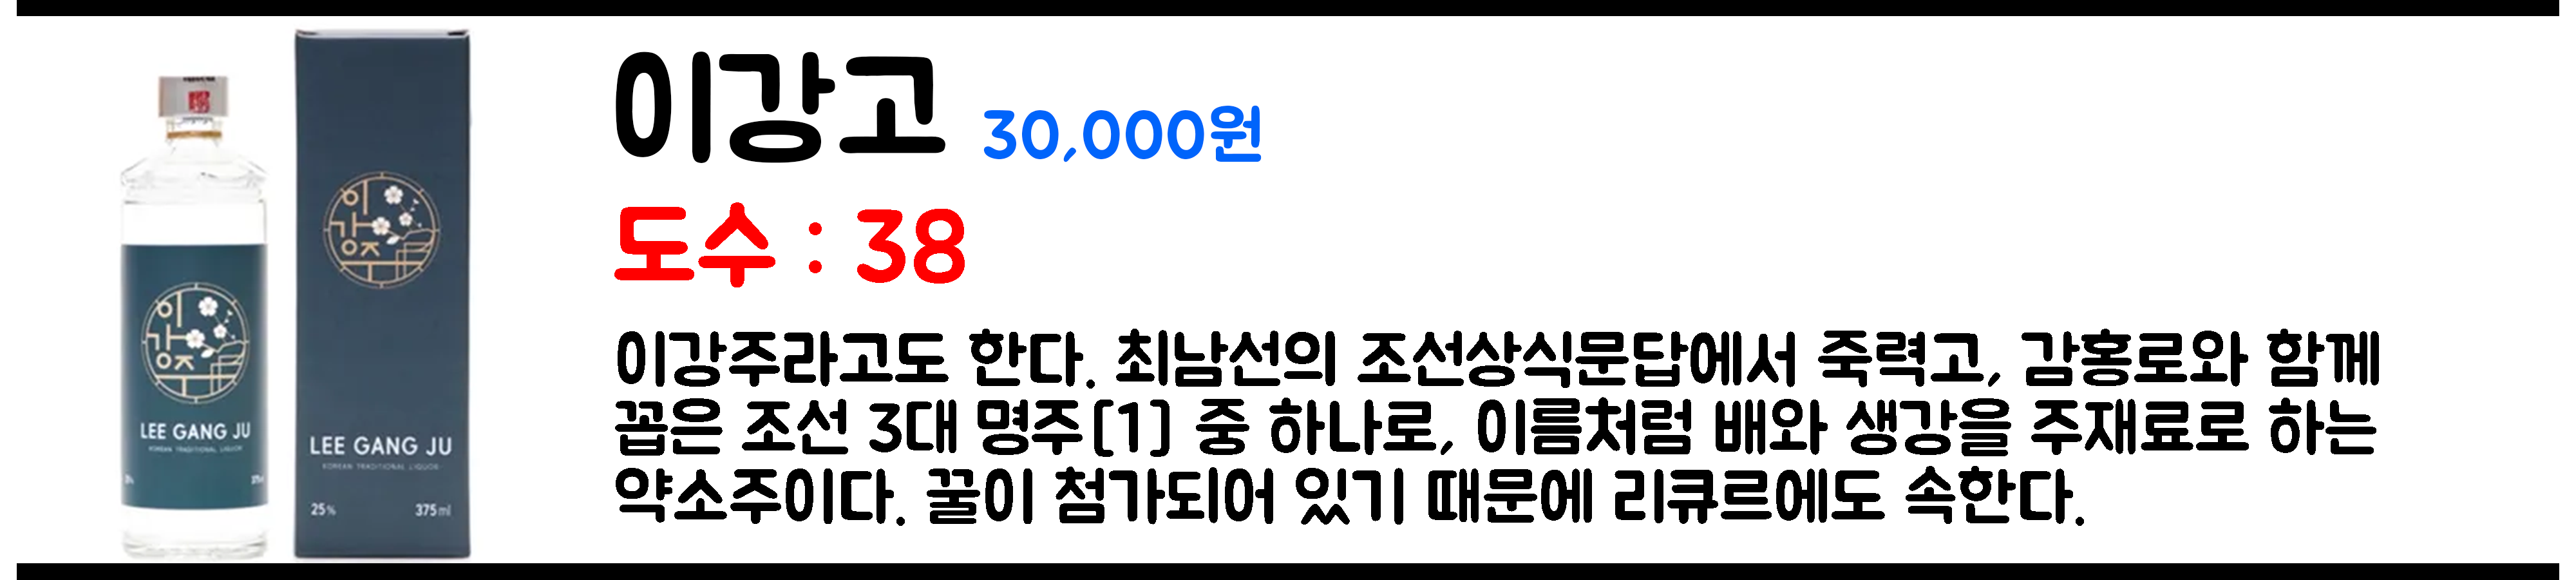 이강고 30,000원
도수 : 38
이강주라고도 한다. 최남선의 조선상식문답에서 죽력고, 감홍로와 함께
꼽은 조선 3대 명주[1] 중 하나로, 이름처럼 배와 생강을 주재료로 하는
약소주이다. 꿀이 첨가되어 있기 때문에 리큐르에도 속한다.
이강주
LEE GANG JU
KOREAN TRADITIONAL LIQUOR
이강주
LEE GANG JU
KOREAN TRADITIONAL LIQUOR
25% 375ml